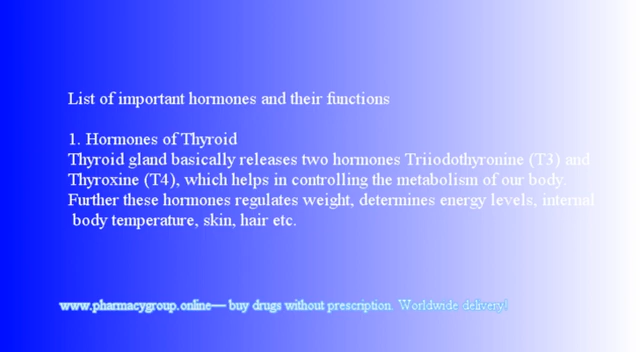 List of important hormones and their functions
1. Hormones of Thyroid
Thyroid gland basically releases two hormones Triiodothyronine (T3) and
Thyroxine (T4), which helps in controlling the metabolism of our body.
Further these hormones regulates weight, determines energy levels, internal
body temperature, skin, hair etc.
www.pharmacygroup.online— buy drugs without prescription. Worldwide delivery!